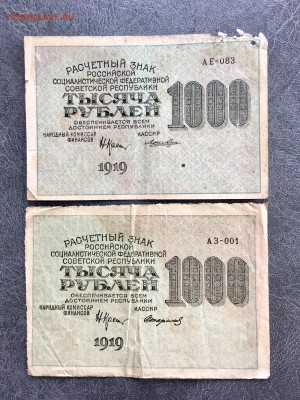 АЕ-083
РАСЧЕТНЫЙ ЗНАК
РОССИЙСКОЙ
СОЦИАЛИСТИЧЕСКОЙ ФЕДЕРАТИВНОЙ
СОВЕТСКОЙ РЕСПУБЛИКИ
ТЫСЯЧА
РУБЛЕЙ
1000
ОБЕСПЕЧИВАЕТСЯ ВСЕМ
ДОСТОЯНИЕМ РЕСПУБЛИКИ
НАРОДНЫЙ КОМИССАР
ФИНАНСОВ
КАССИР
1919
АЗ-001
РАСЧЕТНЫЙ ЗНАК
РОССИЙСКОЙ
СОЦИАЛИСТИЧЕСКОЙ ФЕДЕРАТИВНОЙ
СОВЕТСКОЙ РЕСПУБЛИКИ
ТЫСЯЧА
РУБЛЕЙ
1000
ОБЕСПЕЧИВАЕТСЯ ВСЕМ
ДОСТОЯНИЕМ РЕСПУБЛИКИ
НАРОДНЫЙ КОМИССАР
ФИНАНСОВ
КАССИР
1919